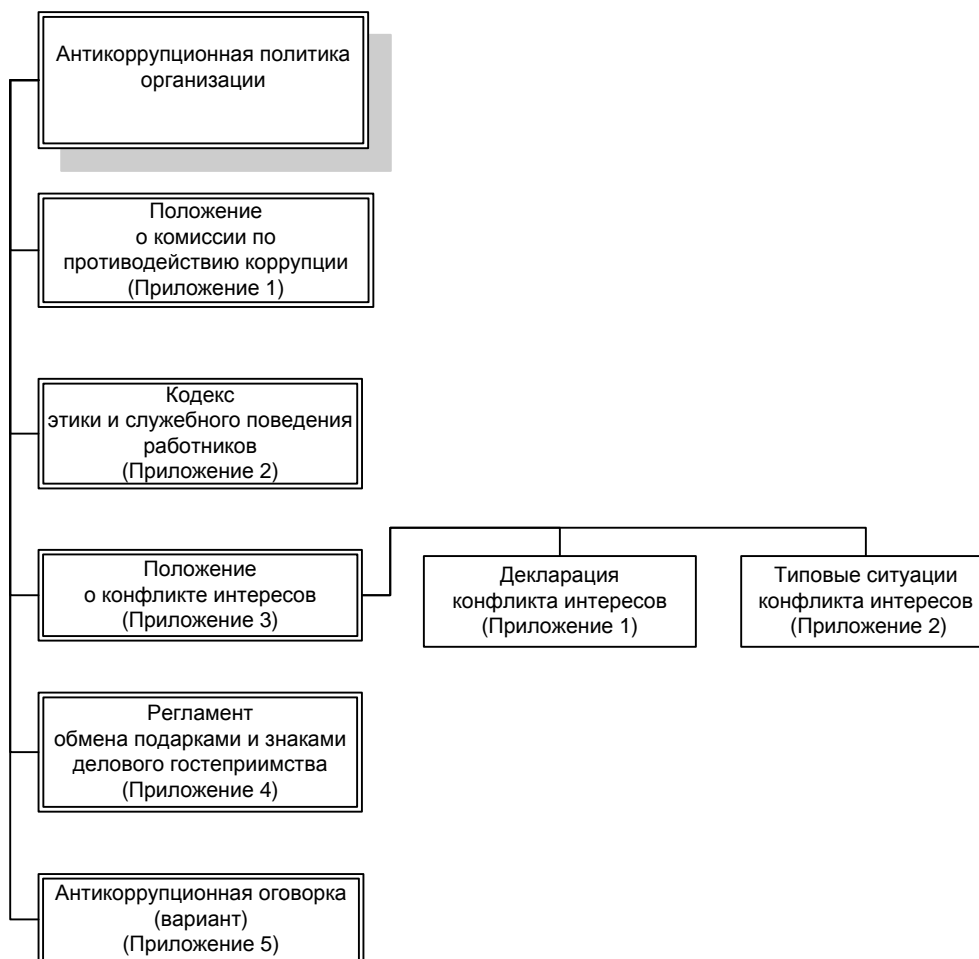 Антикоррупционная политика
организации
Положение
о комиссии по
противодействию коррупции
(Приложение 1)
Кодекс
этики и служебного поведения
работников
(Приложение 2)
Положение
о конфликте интересов
(Приложение 3)
Декларация
конфликта интересов
(Приложение 1)
Типовые ситуации
конфликта интересов
(Приложение 2)
Регламент
обмена подарками и знаками
делового гостеприимства
(Приложение 4)
Антикоррупционная оговорка
(вариант)
(Приложение 5)